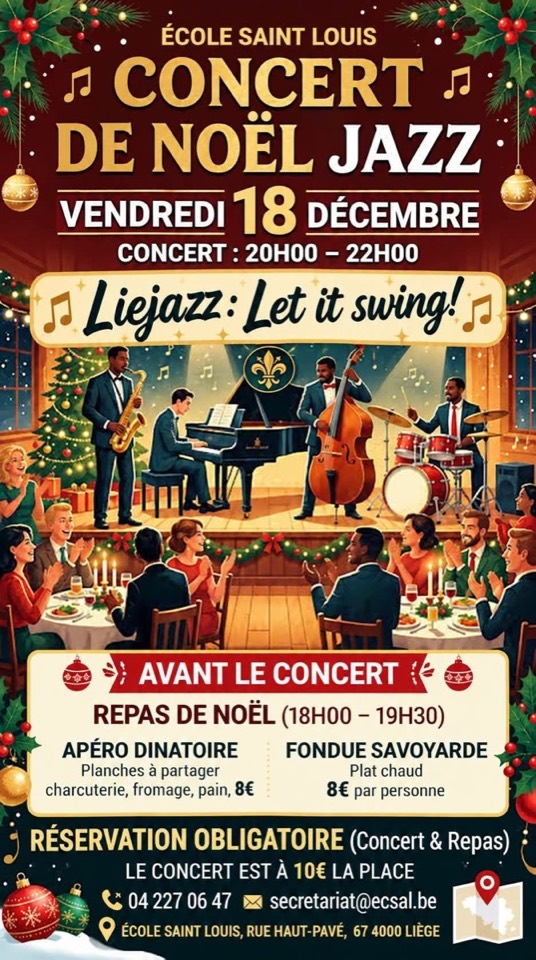 ÉCOLE SAINT LOUIS
CONCERT
DE NOËL JAZZ
VENDREDI 18 DÉCEMBRE
CONCERT : 20H00 – 22H00
Liejazz : Let it swing!
AVANT LE CONCERT
REPAS DE NOËL (18H00 – 19H30)
APÉRO DINATOIRE
Planches à partager
charcuterie, fromage, pain, 8€
FONDUE SAVOYARDE
Plat chaud
8€ par personne
RÉSERVATION OBLIGATOIRE (Concert & Repas)
LE CONCERT EST À 10€ LA PLACE
04 227 06 47 secretariat@ecsal.be
ÉCOLE SAINT LOUIS, RUE HAUT-PAVÉ, 67 4000 LIÈGE